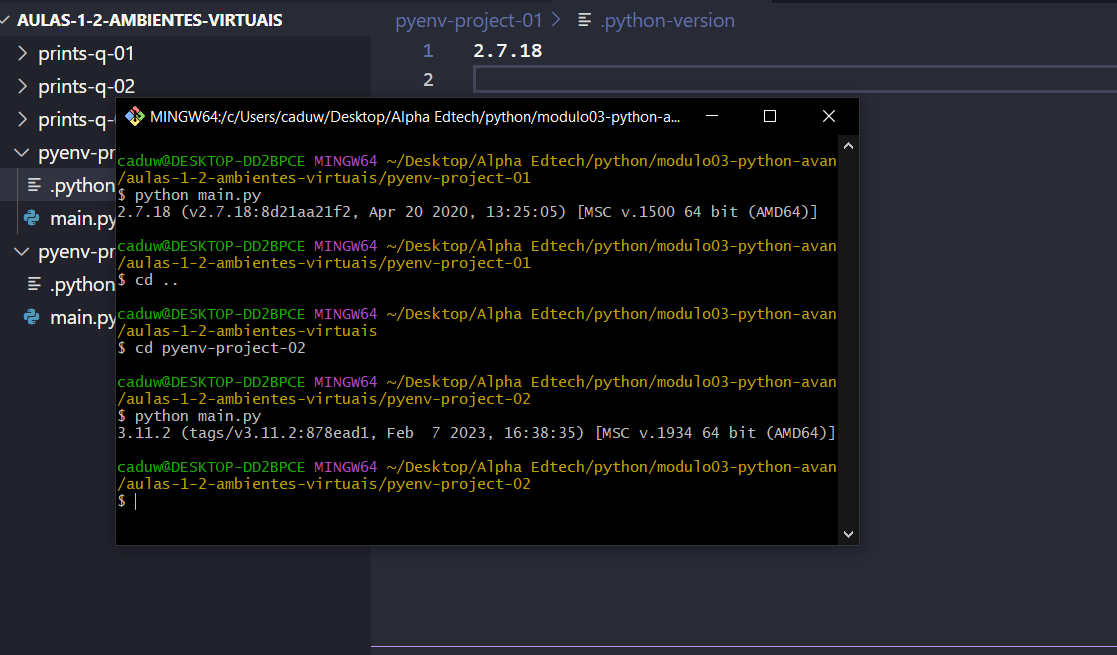 AULAS-1-2-AMBIENTES-VIRTUAIS
prints-q-01
prints-q-02
prints-q-
pyenv-pr
.python
main.py
pyenv-pr
.python
main.py
pyenv-project-01 > .python-version
1 2.7.18
2
MINGW64:/c/Users/caduw/Desktop/Alpha Edtech/python/modulo03-python-a...
caduw@DESKTOP-DD2BPCE MINGW64 ~/Desktop/Alpha Edtech/python/modulo03-python-avan
/aulas-1-2-ambientes-virtuais/pyenv-project-01
$ python main.py
2.7.18 (v2.7.18:8d21aa21f2, Apr 20 2020, 13:25:05) [MSC v.1500 64 bit (AMD64)]
caduw@DESKTOP-DD2BPCE MINGW64 ~/Desktop/Alpha Edtech/python/modulo03-python-avan
/aulas-1-2-ambientes-virtuais/pyenv-project-01
$ cd ..
caduw@DESKTOP-DD2BPCE MINGW64 ~/Desktop/Alpha Edtech/python/modulo03-python-avan
/aulas-1-2-ambientes-virtuais
$ cd pyenv-project-02
caduw@DESKTOP-DD2BPCE MINGW64 ~/Desktop/Alpha Edtech/python/modulo03-python-avan
/aulas-1-2-ambientes-virtuais/pyenv-project-02
$ python main.py
3.11.2 (tags/v3.11.2:878ead1, Feb  7 2023, 16:38:35) [MSC v.1934 64 bit (AMD64)]
caduw@DESKTOP-DD2BPCE MINGW64 ~/Desktop/Alpha Edtech/python/modulo03-python-avan
/aulas-1-2-ambientes-virtuais/pyenv-project-02
$